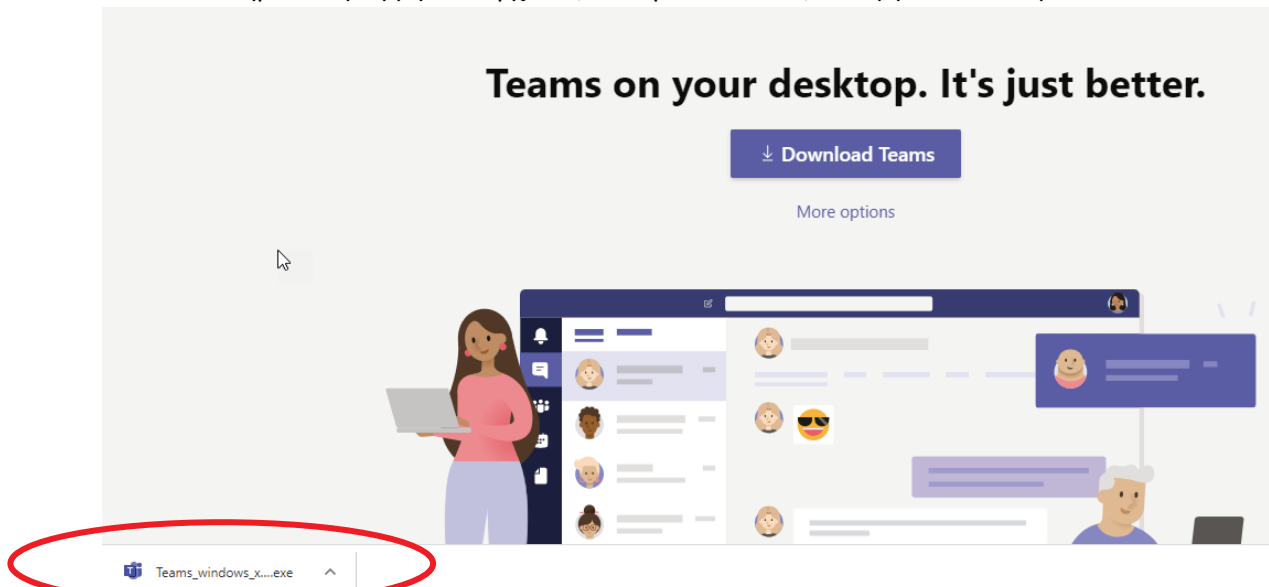 Teams on your desktop. It's just better.
Download Teams
More options
Teams_windows_x....exe